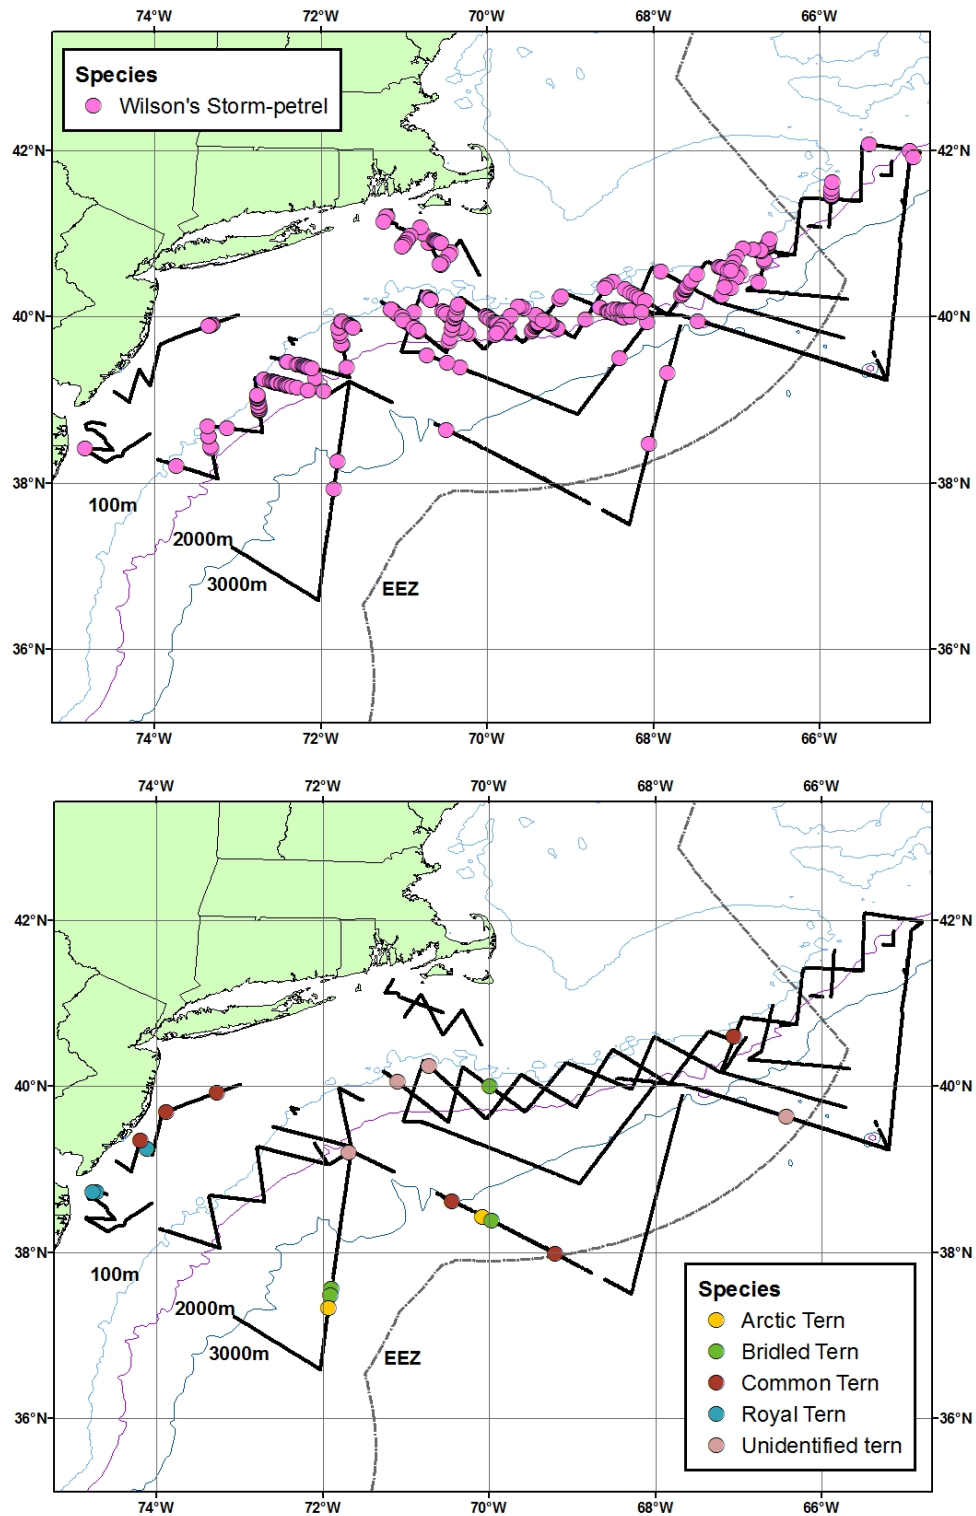 74°W 72°W 70°W 68°W 66°W
Species
Wilson's Storm-petrel
42°N 42°N
40°N 40°N
38°N 38°N
100m
2000m
3000m
EEZ
36°N 36°N
74°W 72°W 70°W 68°W 66°W
74°W 72°W 70°W 68°W 66°W
42°N 42°N
40°N 40°N
38°N 38°N
100m
Species
2000m
Arctic Tern
3000m
EEZ
Bridled Tern
Common Tern
36°N 36°N
Royal Tern
Unidentified tern
74°W 72°W 70°W 68°W 66°W